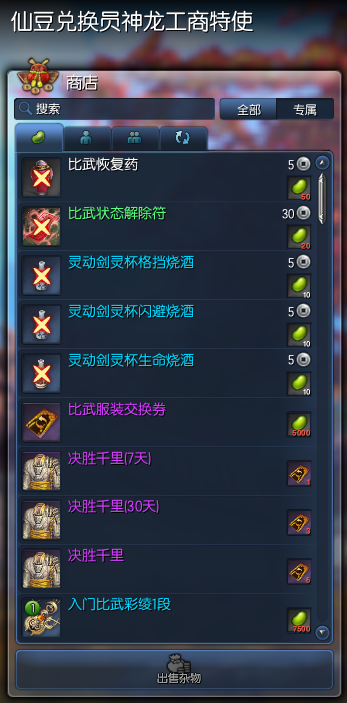 仙豆兑换员神龙工商特使
商店
搜索
全部
专属
比武恢复药
5
50
比武状态解除符
30
20
灵动剑灵杯格挡烧酒
5
10
灵动剑灵杯闪避烧酒
5
10
灵动剑灵杯生命烧酒
5
10
比武服装交换券
5000
决胜千里(7天)
1
决胜千里(30天)
3
决胜千里
5
1
入门比武彩绫1段
7500
出售杂物